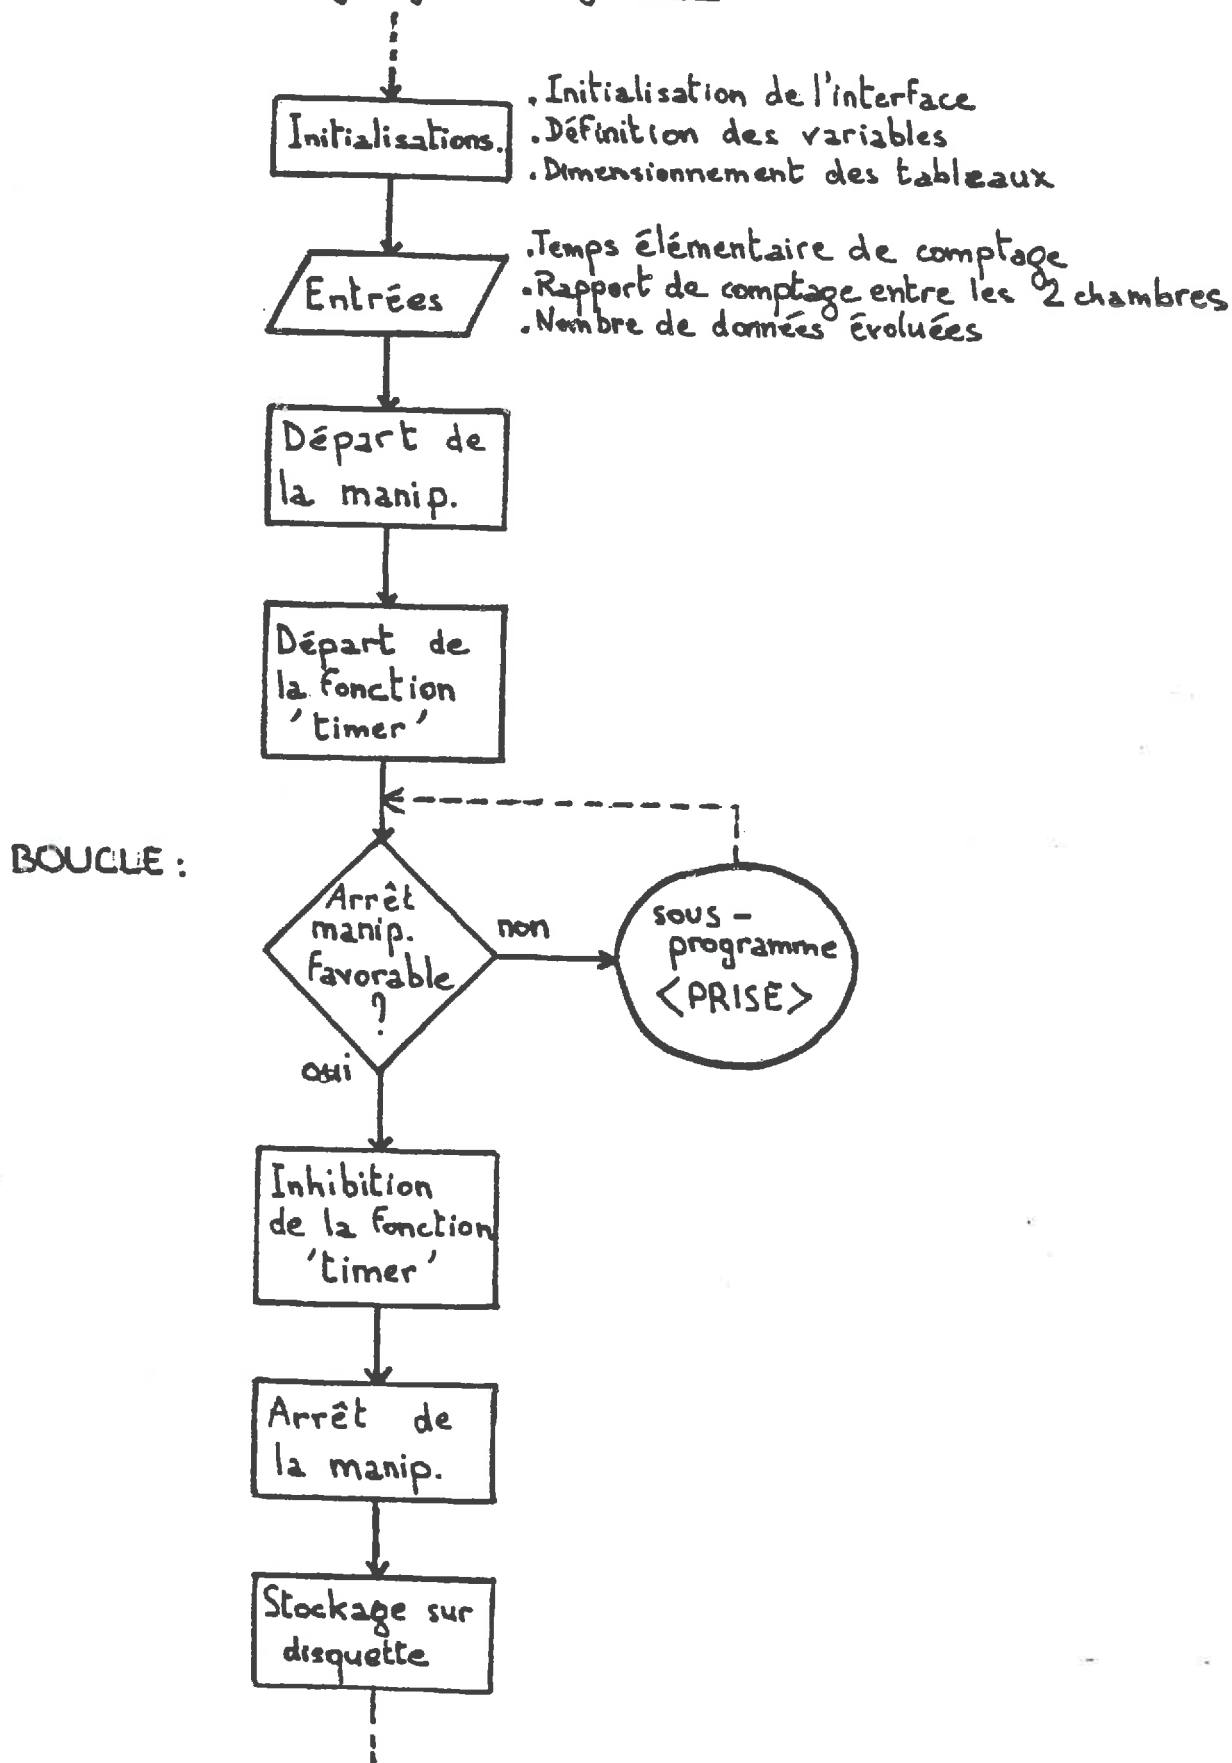 Initialisations.
. Initialisation de l'interface
. Définition des variables
. Dimensionnement des tableaux
Entrées
. Temps élémentaire de comptage
. Rapport de comptage entre les 2 chambres
. Nombre de données évoluées
Départ de
la manip.
Départ de
la fonction
'timer'
BOUCLE :
Arrêt
manip.
favorable
?
non
sous-
programme
<PRISE>
oui
Inhibition
de la fonction
'timer'
Arrêt de
la manip.
Stockage sur
disquette